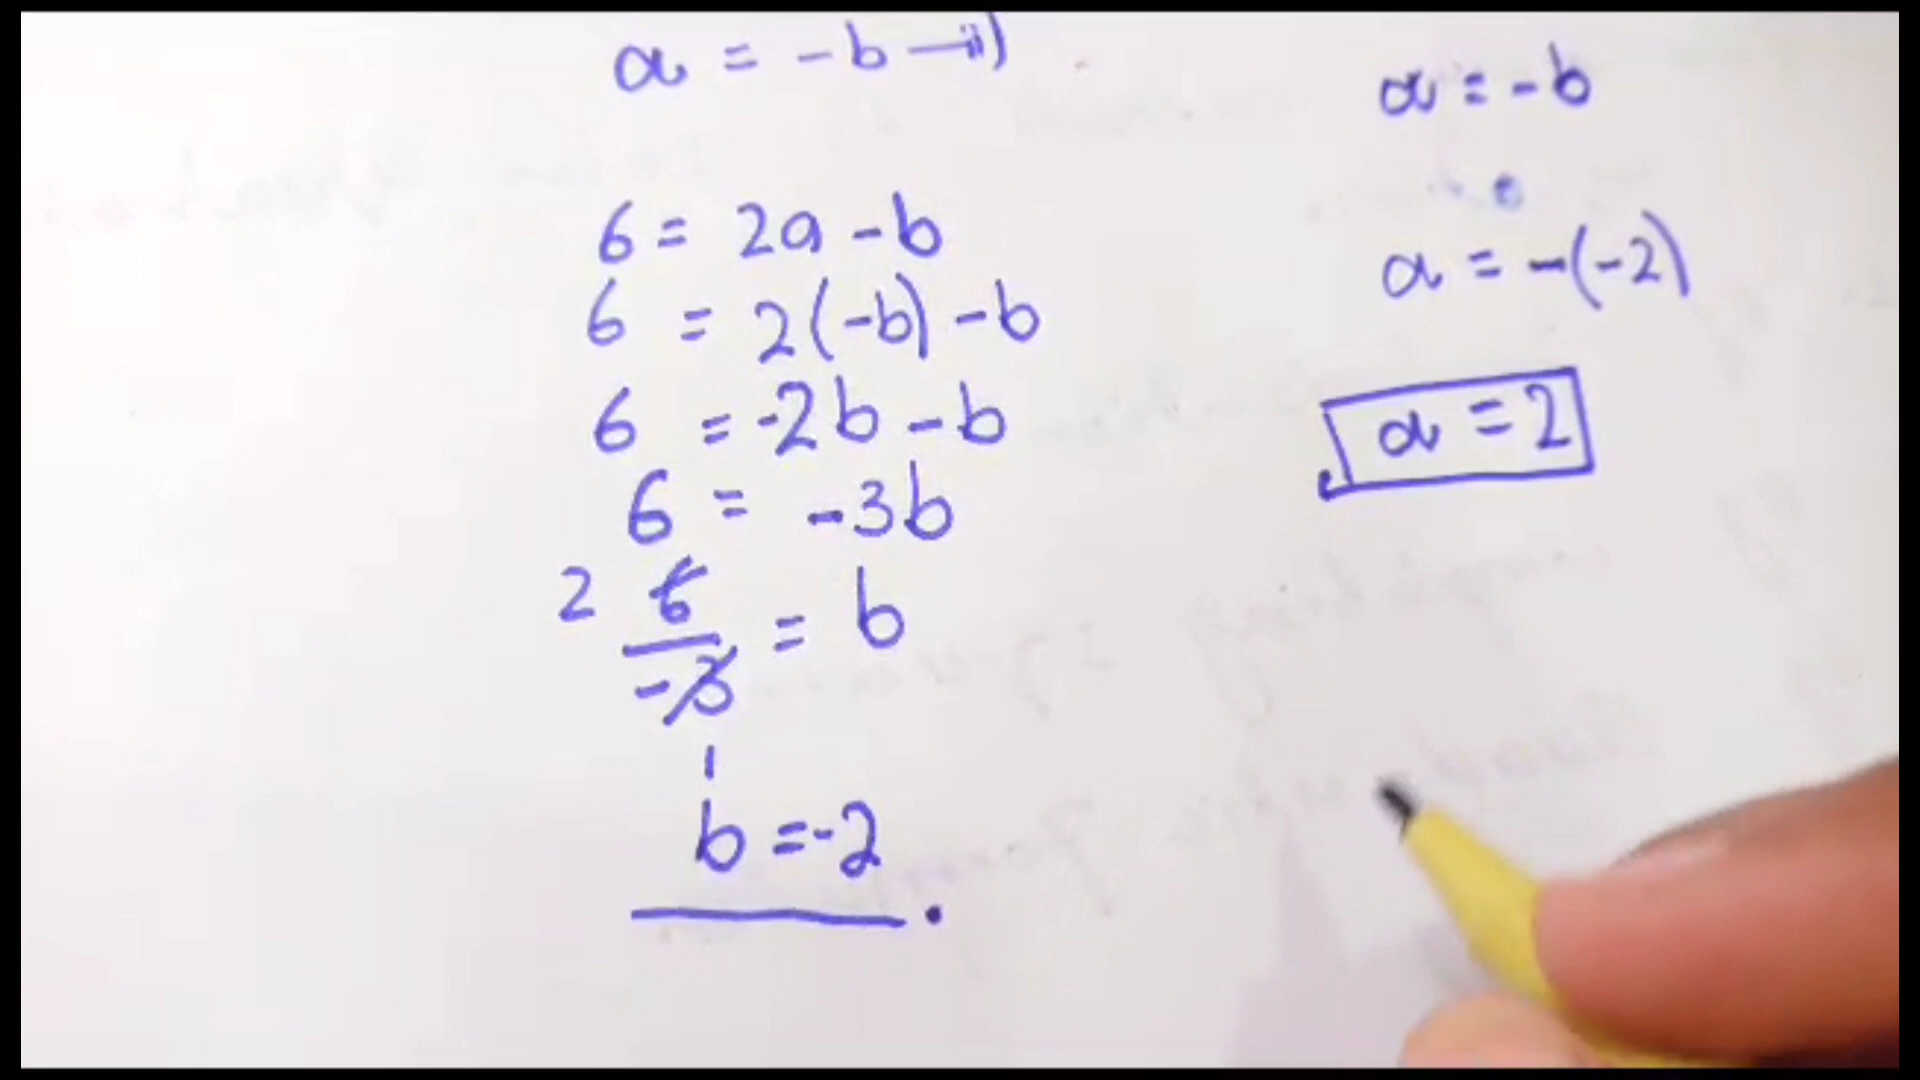 a = -b —ii)
6 = 2a - b
6 = 2(-b) - b
6 = -2b - b
6 = -3b
2 6/-3 = b
1
b = -2
a = -b
a = -(-2)
a = 2